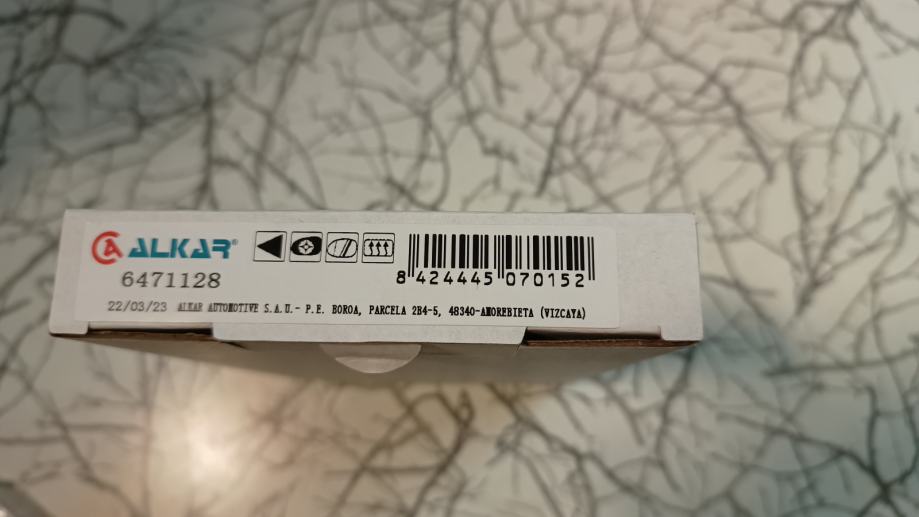 ALKAR®
6471128
8 424445 070152
22/03/23 ALKAR AUTOMOTIVE S.A.U.- P.E. BOROA, PARCELA 2B4-5, 48340-AMOREBIETA (VIZCAYA)